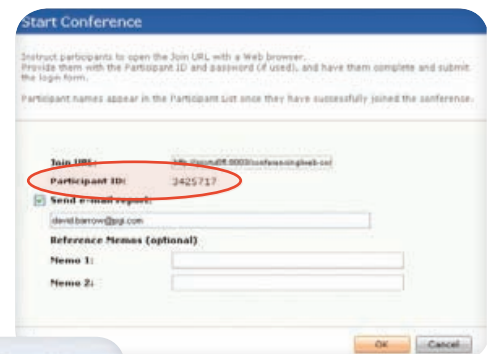 Start Conference
Instruct participants to open the Join URL with a Web browser.
Provide them with the Participant ID and password (if used), and have them complete and submit
the login form.
Participant names appear in the Participant List once they have successfully joined the conference.
Join URL:
Participant ID: 3425717
Send e-mail report:
david.barrow@pgi.com
Reference Memos (optional)
Memo 1:
Memo 2:
OK Cancel